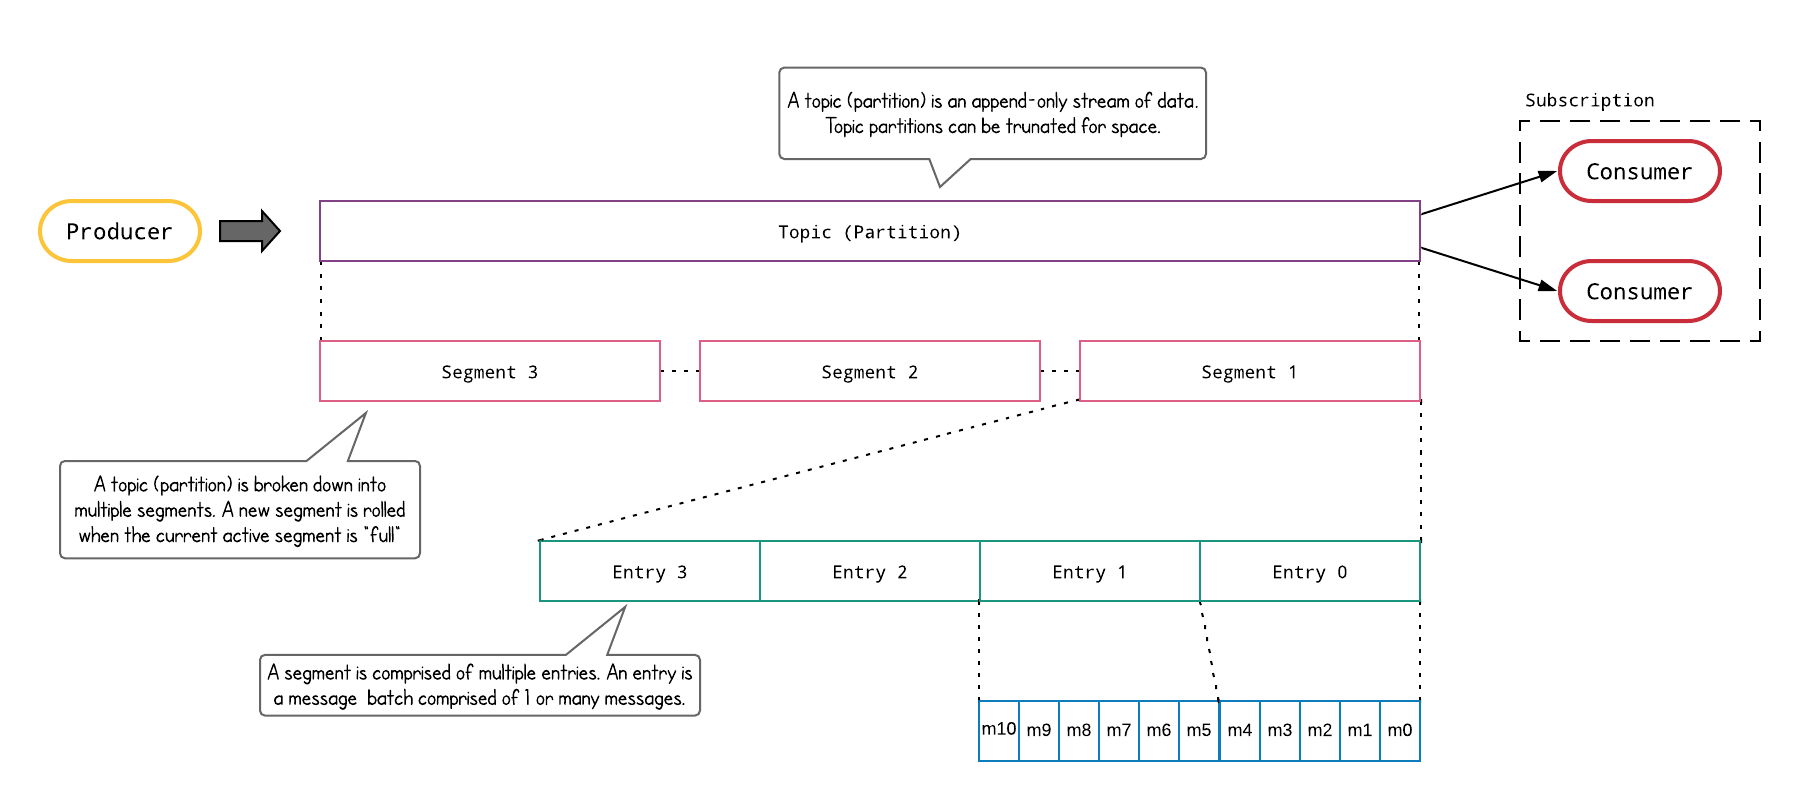 A topic (partition) is an append-only stream of data.
Topic partitions can be trunated for space.
Subscription
Consumer
Producer
Topic (Partition)
Consumer
Segment 3
Segment 2
Segment 1
A topic (partition) is broken down into
multiple segments. A new segment is rolled
when the current active segment is "full"
Entry 3
Entry 2
Entry 1
Entry 0
A segment is comprised of multiple entries. An entry is
a message batch comprised of 1 or many messages.
m10
m9
m8
m7
m6
m5
m4
m3
m2
m1
m0